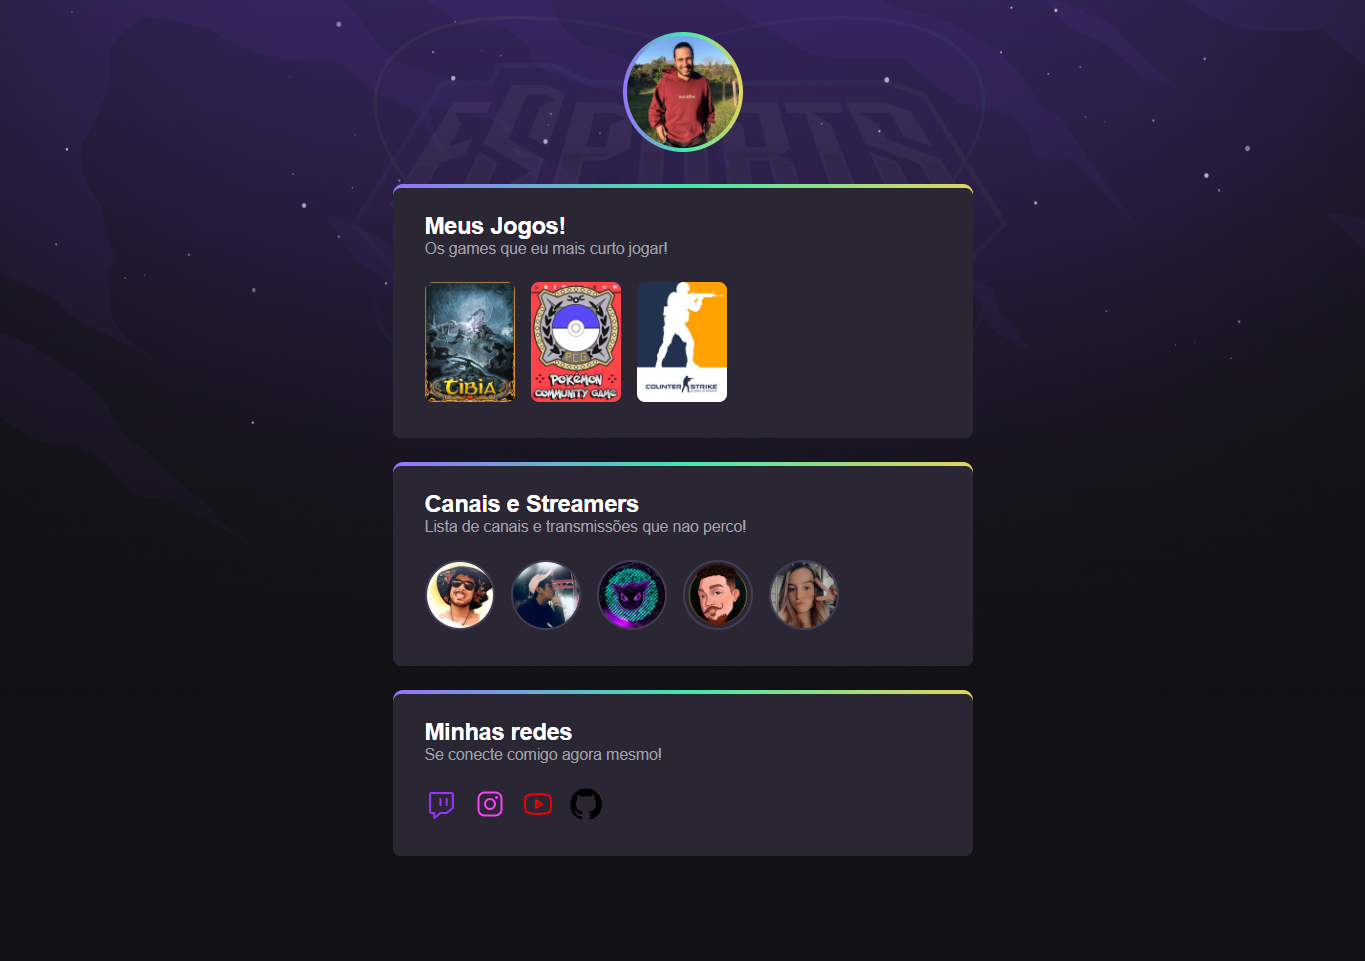 ESPORTS
Meus Jogos!
Os games que eu mais curto jogar!
TIBIA
PCG
POKÉMON
COMMUNITY GAME
COUNTER STRIKE
Canais e Streamers
Lista de canais e transmissões que nao perco!
Minhas redes
Se conecte comigo agora mesmo!